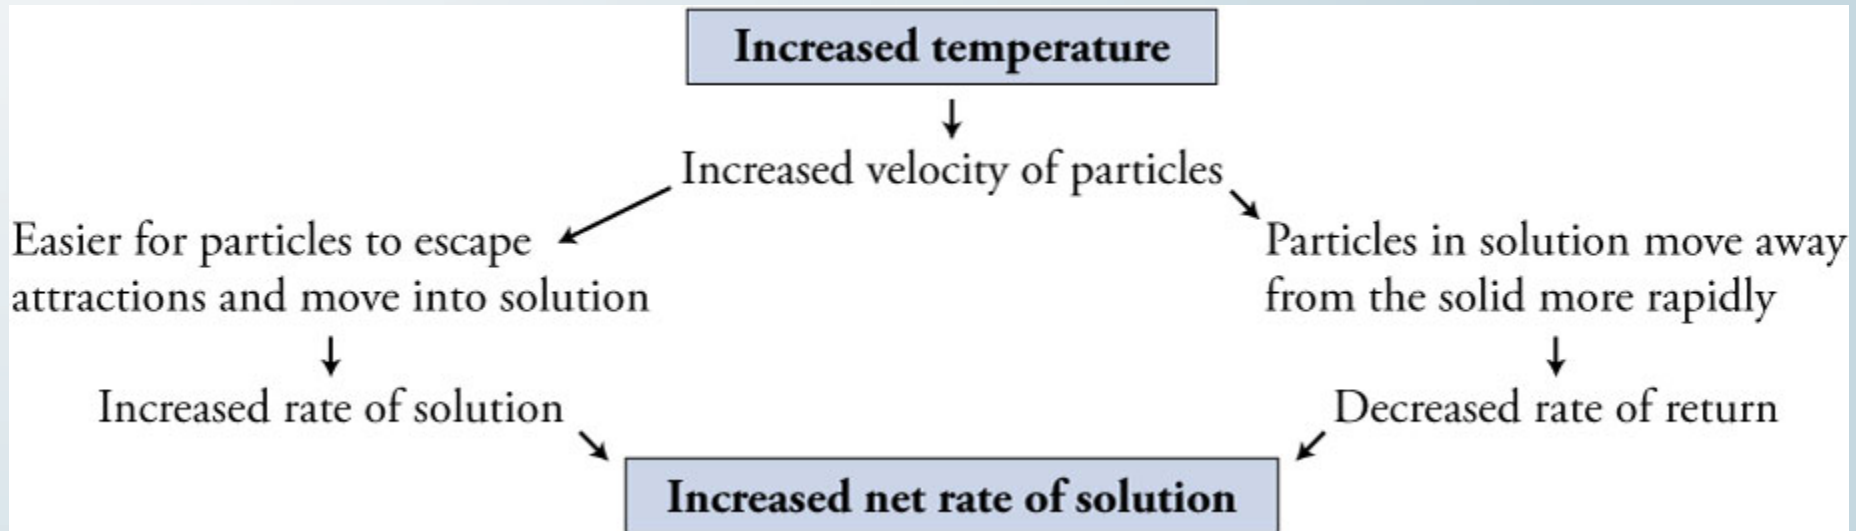 Increased temperature
Increased velocity of particles
Easier for particles to escape
attractions and move into solution
Particles in solution move away
from the solid more rapidly
Increased rate of solution
Decreased rate of return
Increased net rate of solution